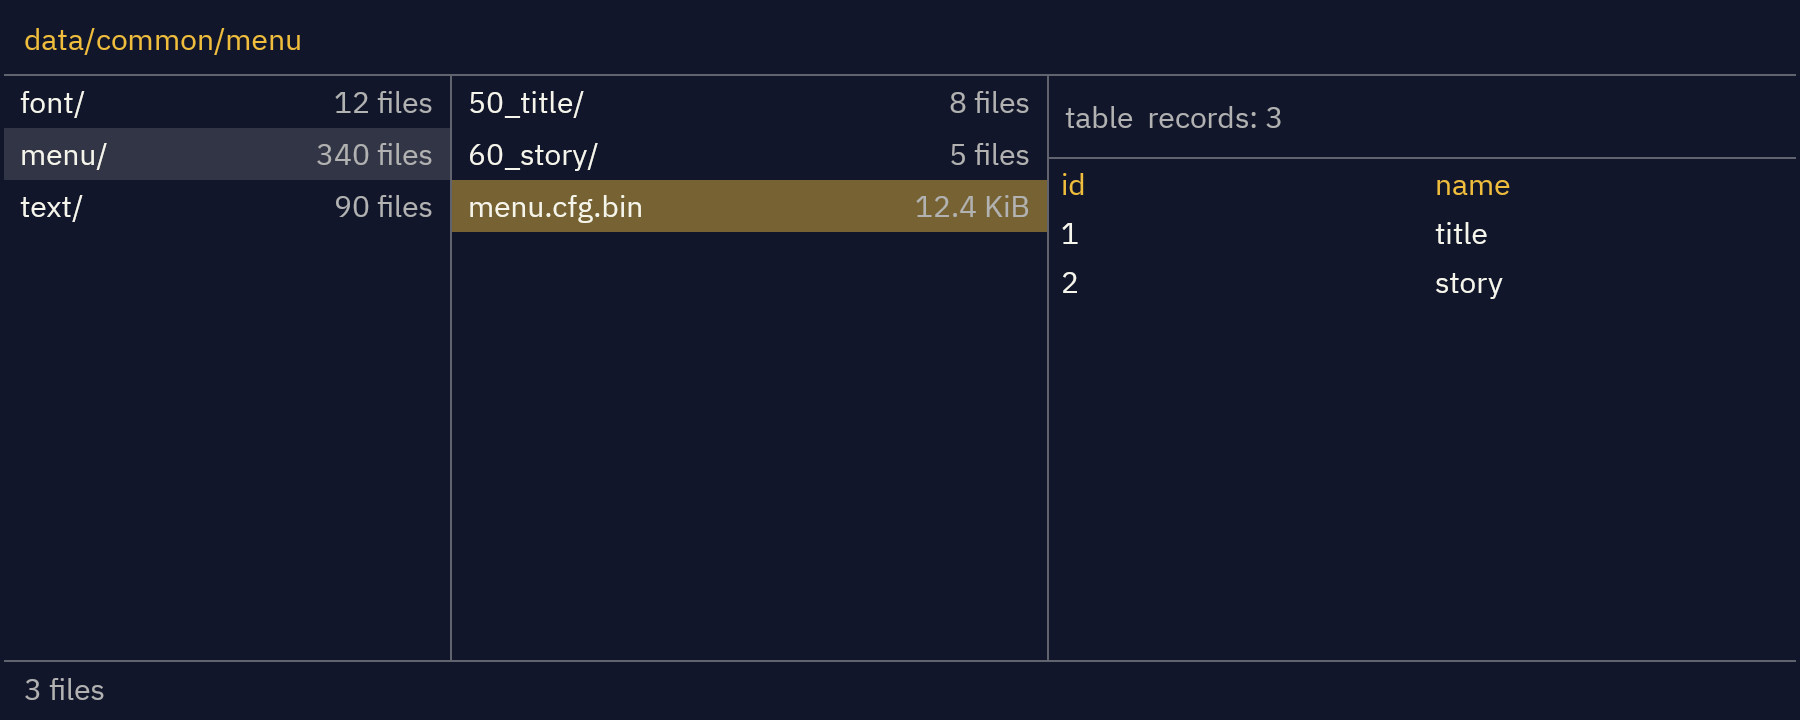 data/common/menu
font/ 12 files
menu/ 340 files
text/ 90 files
50_title/ 8 files
60_story/ 5 files
menu.cfg.bin 12.4 KiB
table records: 3
id name
1 title
2 story
3 files